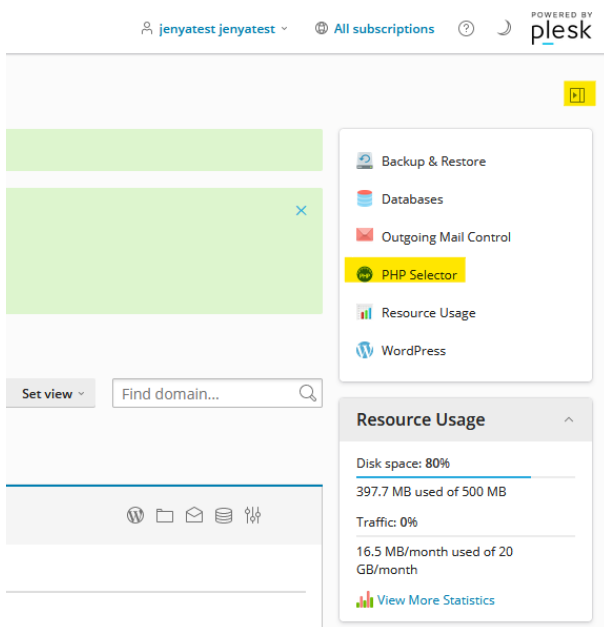 POWERED BY
jenyatest jenyatest All subscriptions ? plesk
Backup & Restore
Databases
Outgoing Mail Control
php PHP Selector
Resource Usage
WordPress
Set view Find domain...
Resource Usage
Disk space: 80%
397.7 MB used of 500 MB
Traffic: 0%
16.5 MB/month used of 20
GB/month
View More Statistics